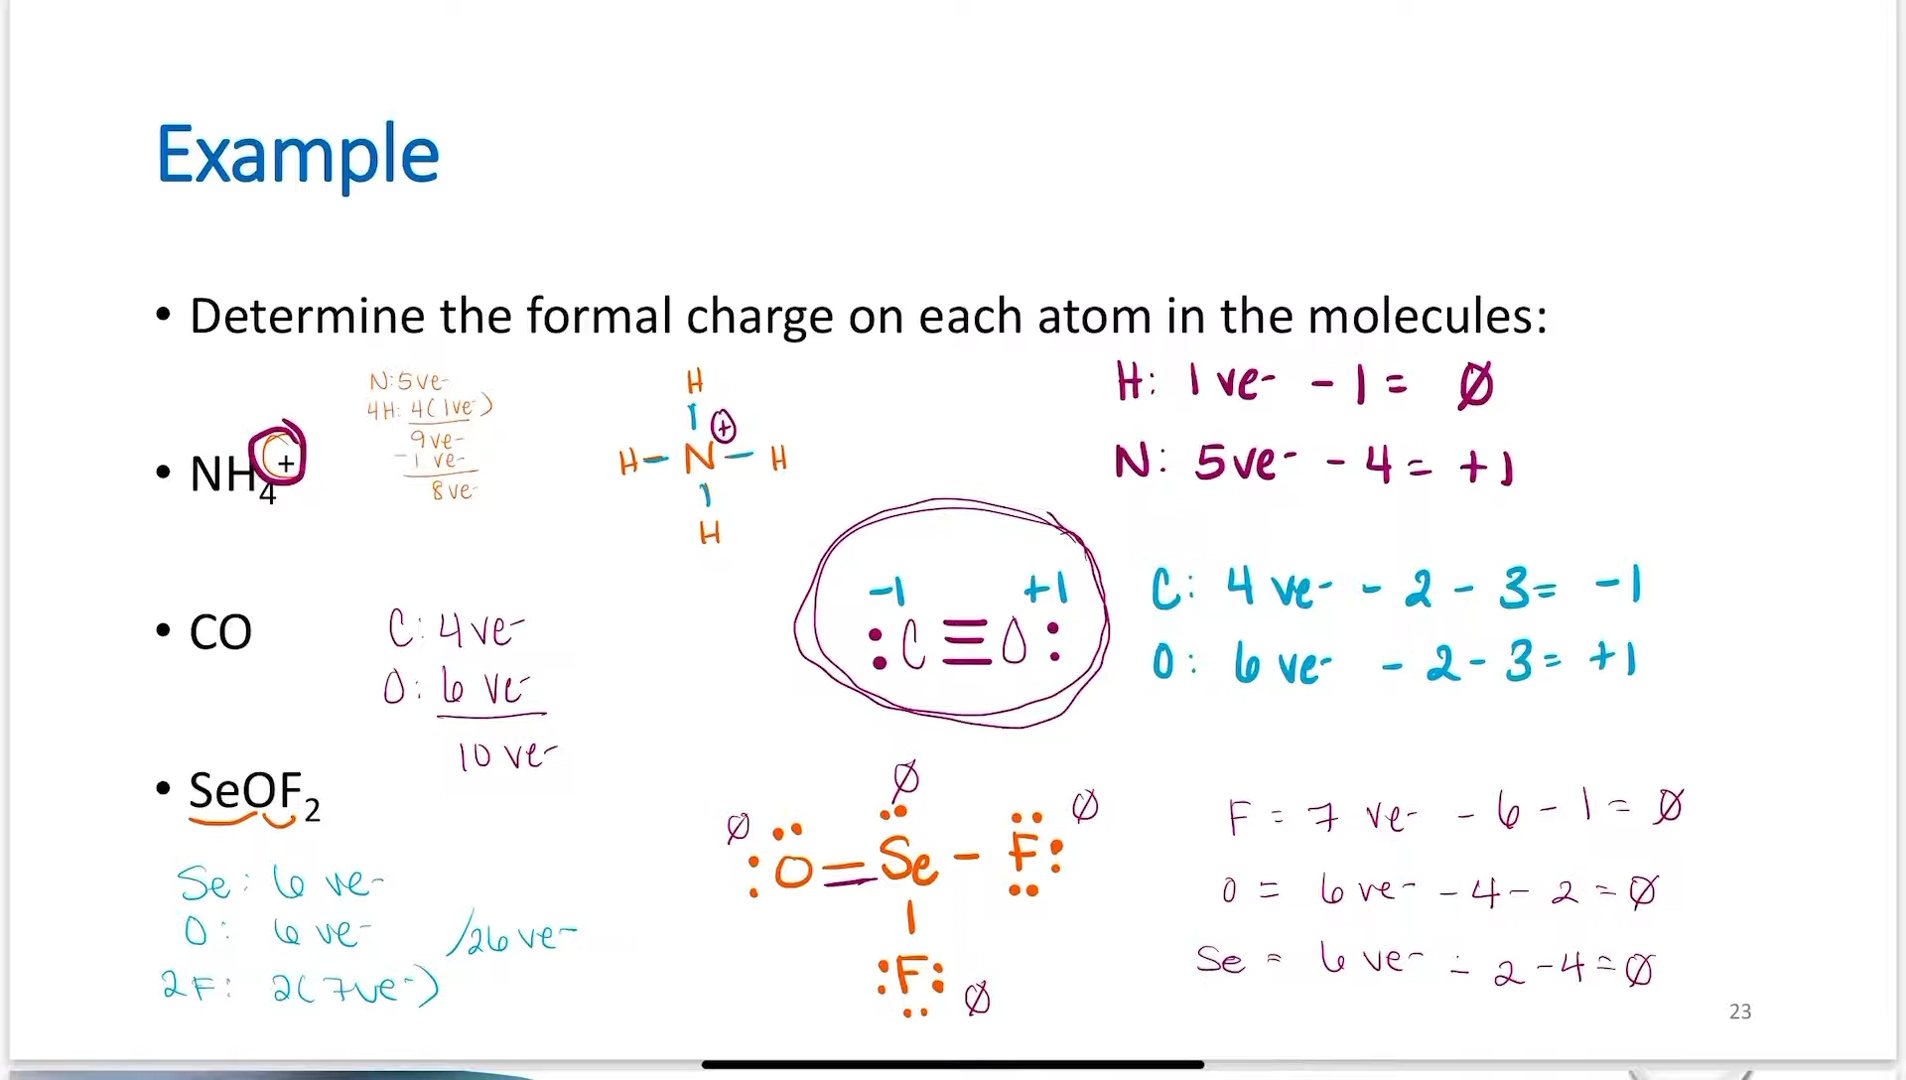 Example
• Determine the formal charge on each atom in the molecules:
• NH₄⁺
N: 5ve-
4H: 4(1ve-)
9ve-
-1 ve-
8ve-
H
H - N - H
⊕
H
H: 1 ve- - 1 = Ø
N: 5ve- - 4 = +1
• CO
C: 4ve-
O: 6 ve-
10 ve-
-1 +1
:C≡O:
C: 4 ve- - 2 - 3 = -1
O: 6 ve- - 2 - 3 = +1
• SeOF₂
Se: 6 ve-
O: 6 ve-
2F: 2(7ve-)
/26ve-
Ø Ø Ø
:O=Se-F:
:F: Ø
F = 7 ve- - 6 - 1 = Ø
O = 6 ve- - 4 - 2 = Ø
Se = 6 ve- - 2 - 4 = Ø
23